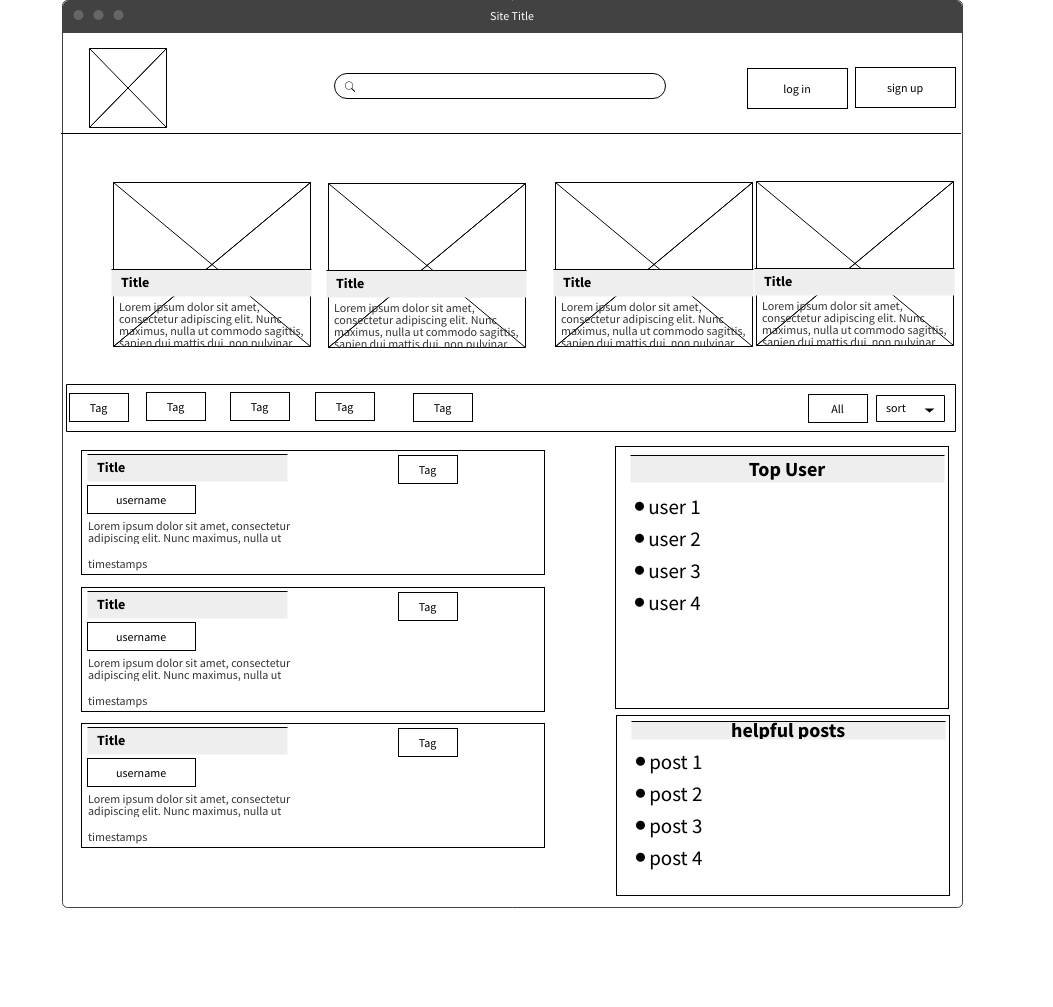 Site Title
log in
sign up
Title
Lorem ipsum dolor sit amet,
consectetur adipiscing elit. Nunc
maximus, nulla ut commodo sagittis,
sapien dui mattis dui, non pulvinar
Title
Lorem ipsum dolor sit amet,
consectetur adipiscing elit. Nunc
maximus, nulla ut commodo sagittis,
sapien dui mattis dui, non pulvinar
Title
Lorem ipsum dolor sit amet,
consectetur adipiscing elit. Nunc
maximus, nulla ut commodo sagittis,
sapien dui mattis dui, non pulvinar
Title
Lorem ipsum dolor sit amet,
consectetur adipiscing elit. Nunc
maximus, nulla ut commodo sagittis,
sapien dui mattis dui, non pulvinar
Tag
Tag
Tag
Tag
Tag
All
sort
Title
Tag
username
Lorem ipsum dolor sit amet, consectetur
adipiscing elit. Nunc maximus, nulla ut
timestamps
Title
Tag
username
Lorem ipsum dolor sit amet, consectetur
adipiscing elit. Nunc maximus, nulla ut
timestamps
Title
Tag
username
Lorem ipsum dolor sit amet, consectetur
adipiscing elit. Nunc maximus, nulla ut
timestamps
Top User
user 1
user 2
user 3
user 4
helpful posts
post 1
post 2
post 3
post 4